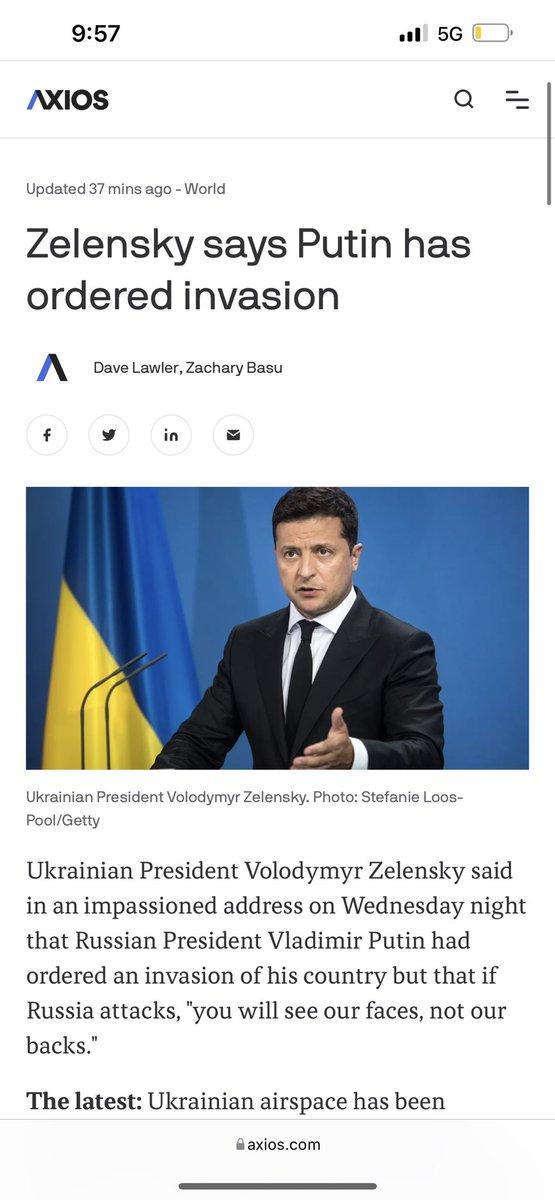 9:57
5G
AXIOS
Updated 37 mins ago - World
Zelensky says Putin has
ordered invasion
Dave Lawler, Zachary Basu
Ukrainian President Volodymyr Zelensky. Photo: Stefanie Loos-
Pool/Getty
Ukrainian President Volodymyr Zelensky said
in an impassioned address on Wednesday night
that Russian President Vladimir Putin had
ordered an invasion of his country but that if
Russia attacks, "you will see our faces, not our
backs."
The latest: Ukrainian airspace has been
axios.com